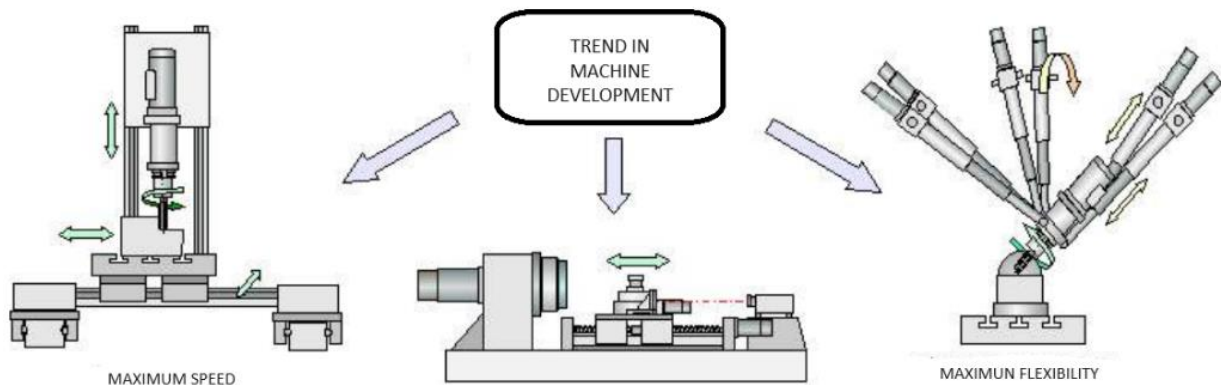 TREND IN
MACHINE
DEVELOPMENT
MAXIMUM SPEED
MAXIMUN FLEXIBILITY